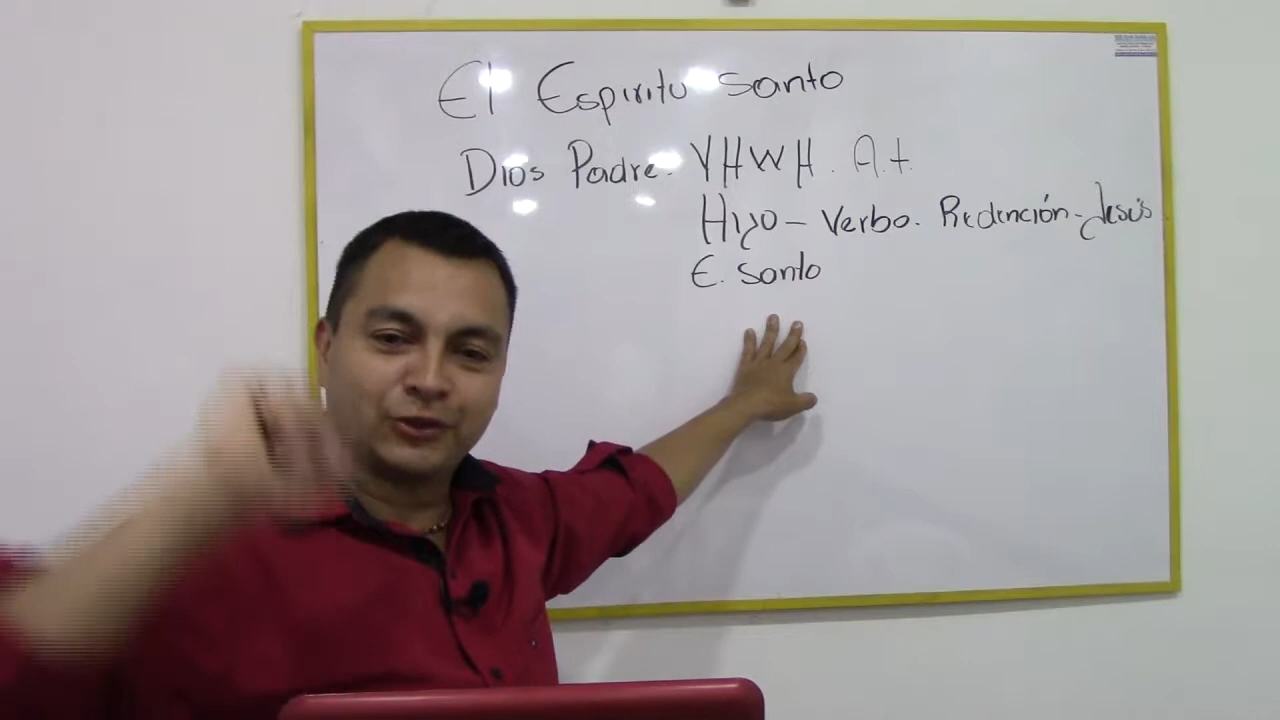 El Espiritu Santo
Dios Padre. YHWH. A.t.
Hijo - Verbo. Redención - Jesús.
E. Santo